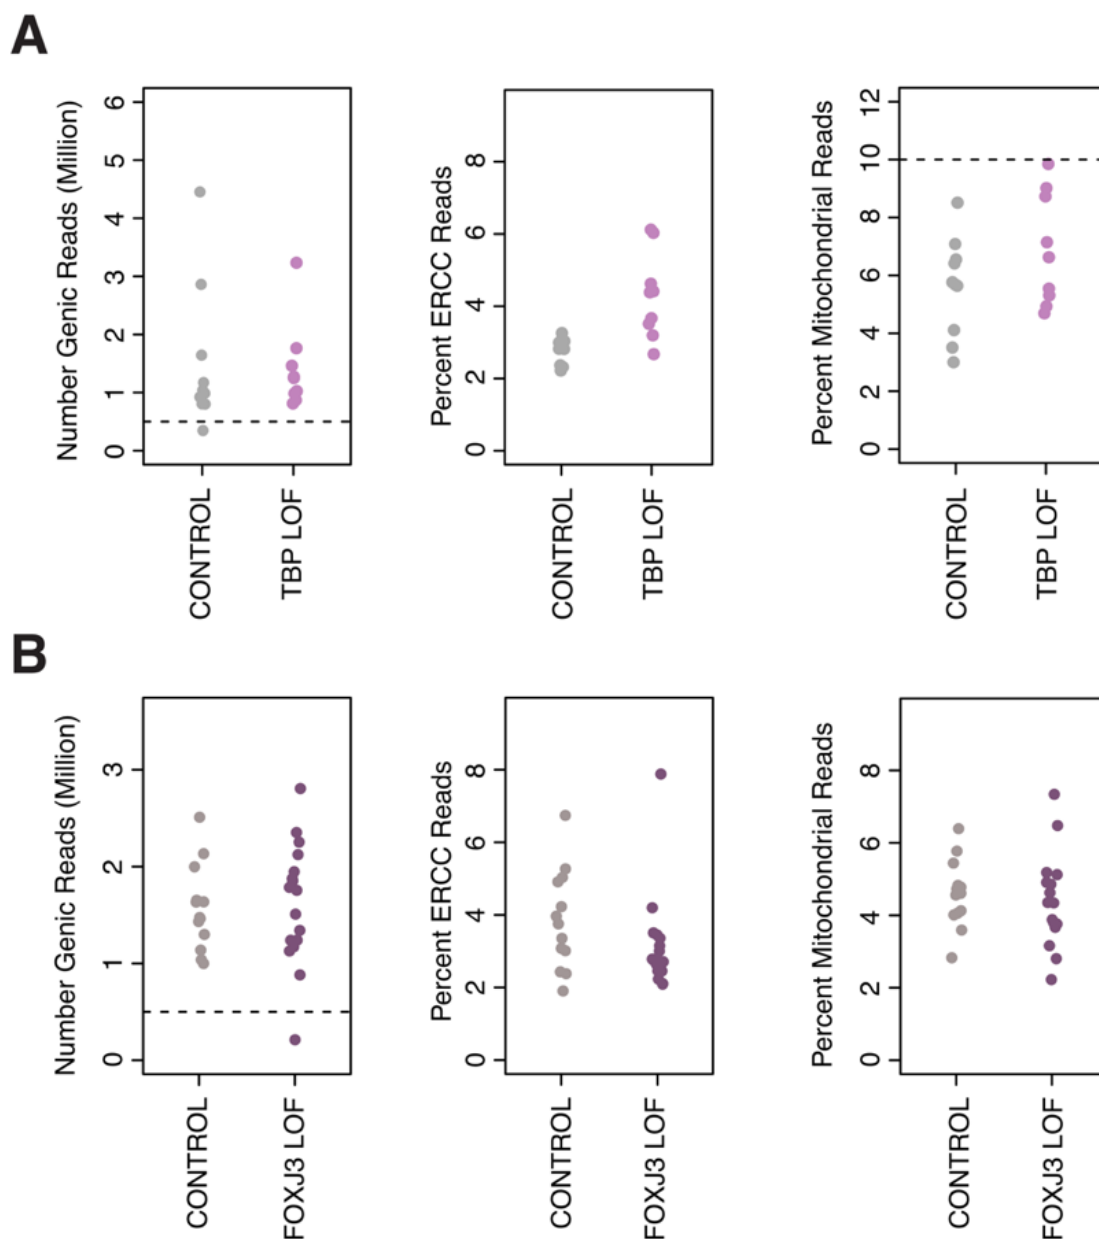 A
Number Genic Reads (Million)
0
1
2
3
4
5
6
CONTROL
TBP LOF
Percent ERCC Reads
0
2
4
6
8
CONTROL
TBP LOF
Percent Mitochondrial Reads
0
2
4
6
8
10
12
CONTROL
TBP LOF
B
Number Genic Reads (Million)
0
1
2
3
CONTROL
FOXJ3 LOF
Percent ERCC Reads
0
2
4
6
8
CONTROL
FOXJ3 LOF
Percent Mitochondrial Reads
0
2
4
6
8
CONTROL
FOXJ3 LOF